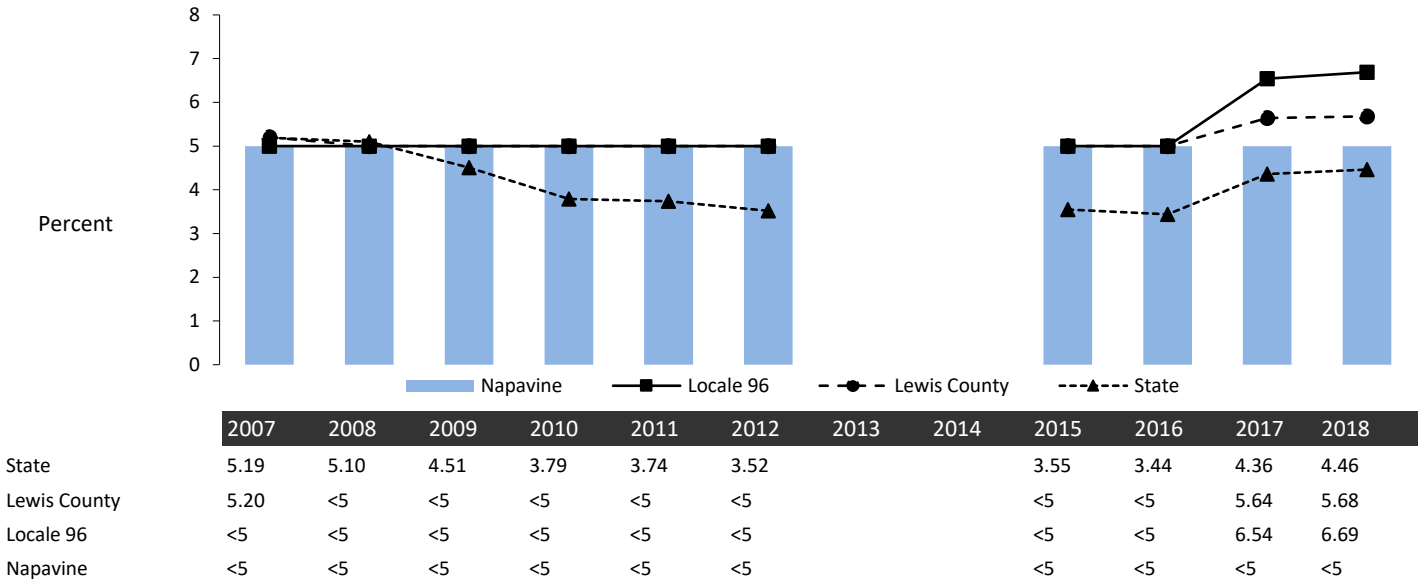 8
7
6
5
4
3
2
1
0
Percent
Napavine Locale 96 Lewis County State
2007 2008 2009 2010 2011 2012 2013 2014 2015 2016 2017 2018
State 5.19 5.10 4.51 3.79 3.74 3.52 3.55 3.44 4.36 4.46
Lewis County 5.20 <5 <5 <5 <5 <5 <5 <5 5.64 5.68
Locale 96 <5 <5 <5 <5 <5 <5 <5 <5 6.54 6.69
Napavine <5 <5 <5 <5 <5 <5 <5 <5 <5 <5